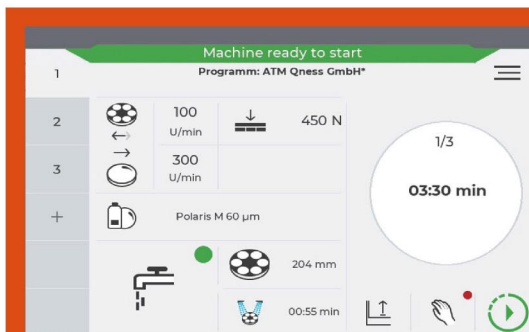 Machine ready to start
1
Programm: ATM Qness GmbH*
2
100
U/min
450 N
3
300
U/min
1/3
03:30 min
+
Polaris M 60 µm
204 mm
00:55 min